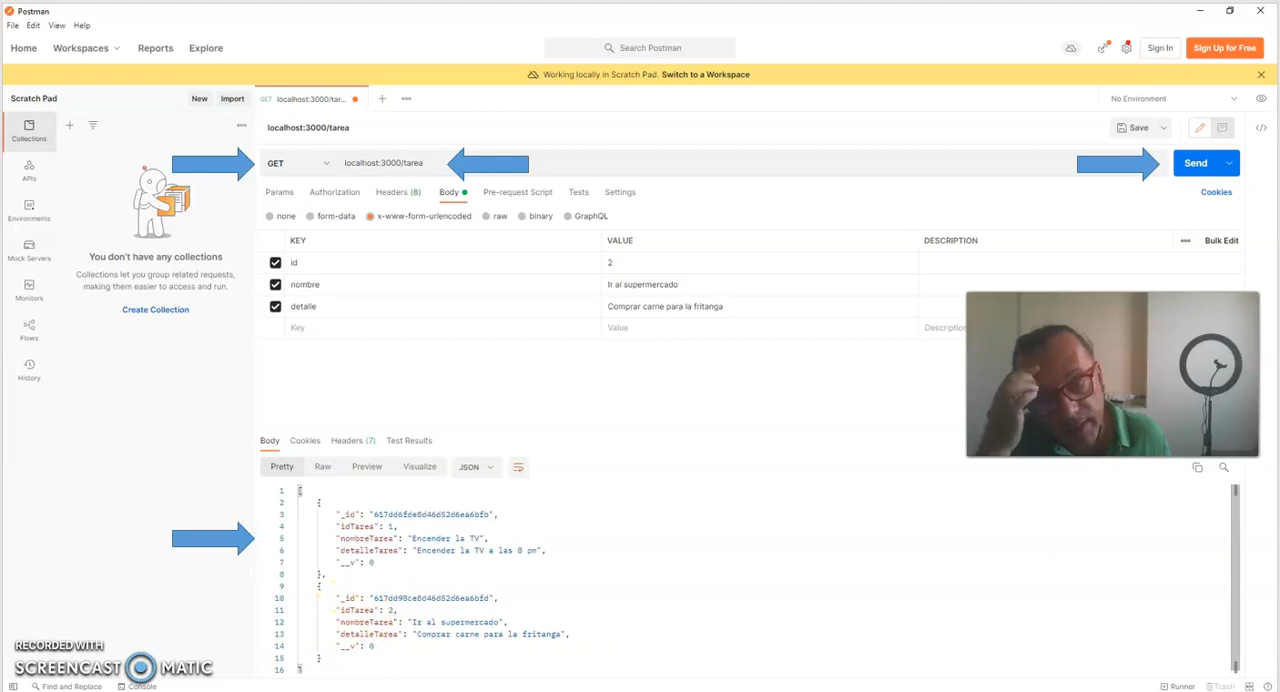 Postman
File Edit View Help
Home Workspaces Reports Explore Search Postman Sign In Sign Up for Free
Working locally in Scratch Pad. Switch to a Workspace
Scratch Pad New Import GET localhost:3000/tar... No Environment
localhost:3000/tarea Save
GET localhost:3000/tarea Send
Params Authorization Headers (8) Body Pre-request Script Tests Settings Cookies
none form-data x-www-form-urlencoded raw binary GraphQL
KEY VALUE DESCRIPTION Bulk Edit
id 2
nombre Ir al supermercado
detalle Comprar carne para la fritanga
Key Value Description
Collections
APIs
Environments
Mock Servers
Monitors
Flows
History
You don't have any collections
Collections let you group related requests,
making them easier to access and run.
Create Collection
Body Cookies Headers (7) Test Results
Pretty Raw Preview Visualize JSON
1 [
2 {
3 "_id": "617dd6fde8d46d52d6ea6bfb",
4 "idTarea": 1,
5 "nombreTarea": "Encender la TV",
6 "detalleTarea": "Encender la TV a las 8 pm",
7 "__v": 0
8 },
9 {
10 "_id": "617dd98ce8d46d52d6ea6bfd",
11 "idTarea": 2,
12 "nombreTarea": "Ir al supermercado",
13 "detalleTarea": "Comprar carne para la fritanga",
14 "__v": 0
15 }
16 ]
RECORDED WITH
SCREENCAST MATIC
Find and Replace Console Runner Trash